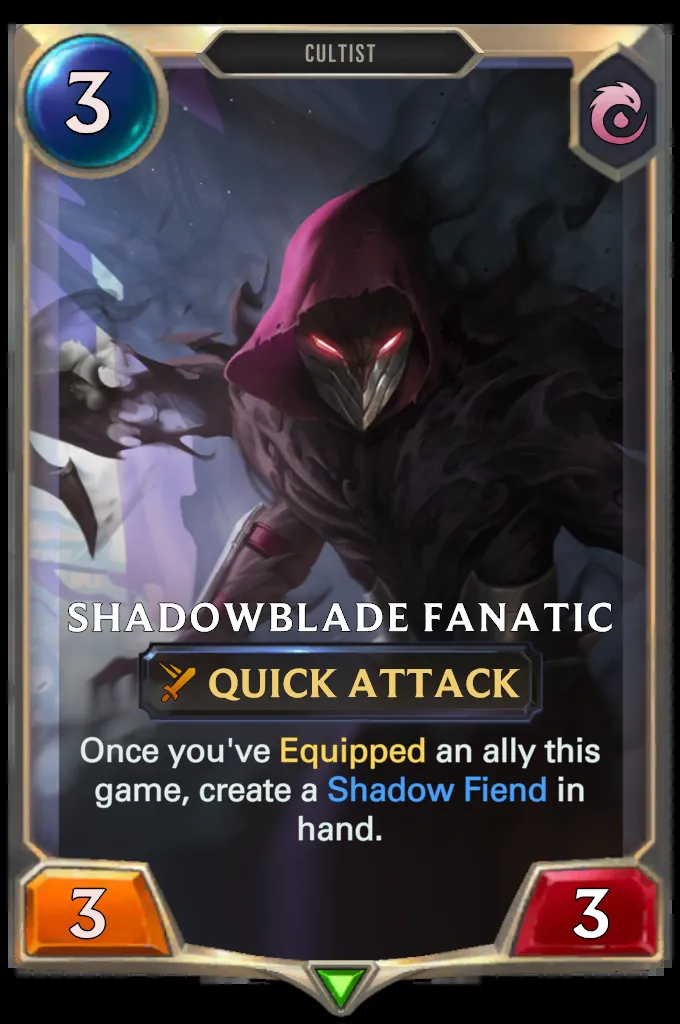 CULTIST
3
SHADOWBLADE FANATIC
QUICK ATTACK
Once you've Equipped an ally this
game, create a Shadow Fiend in
hand.
3
3